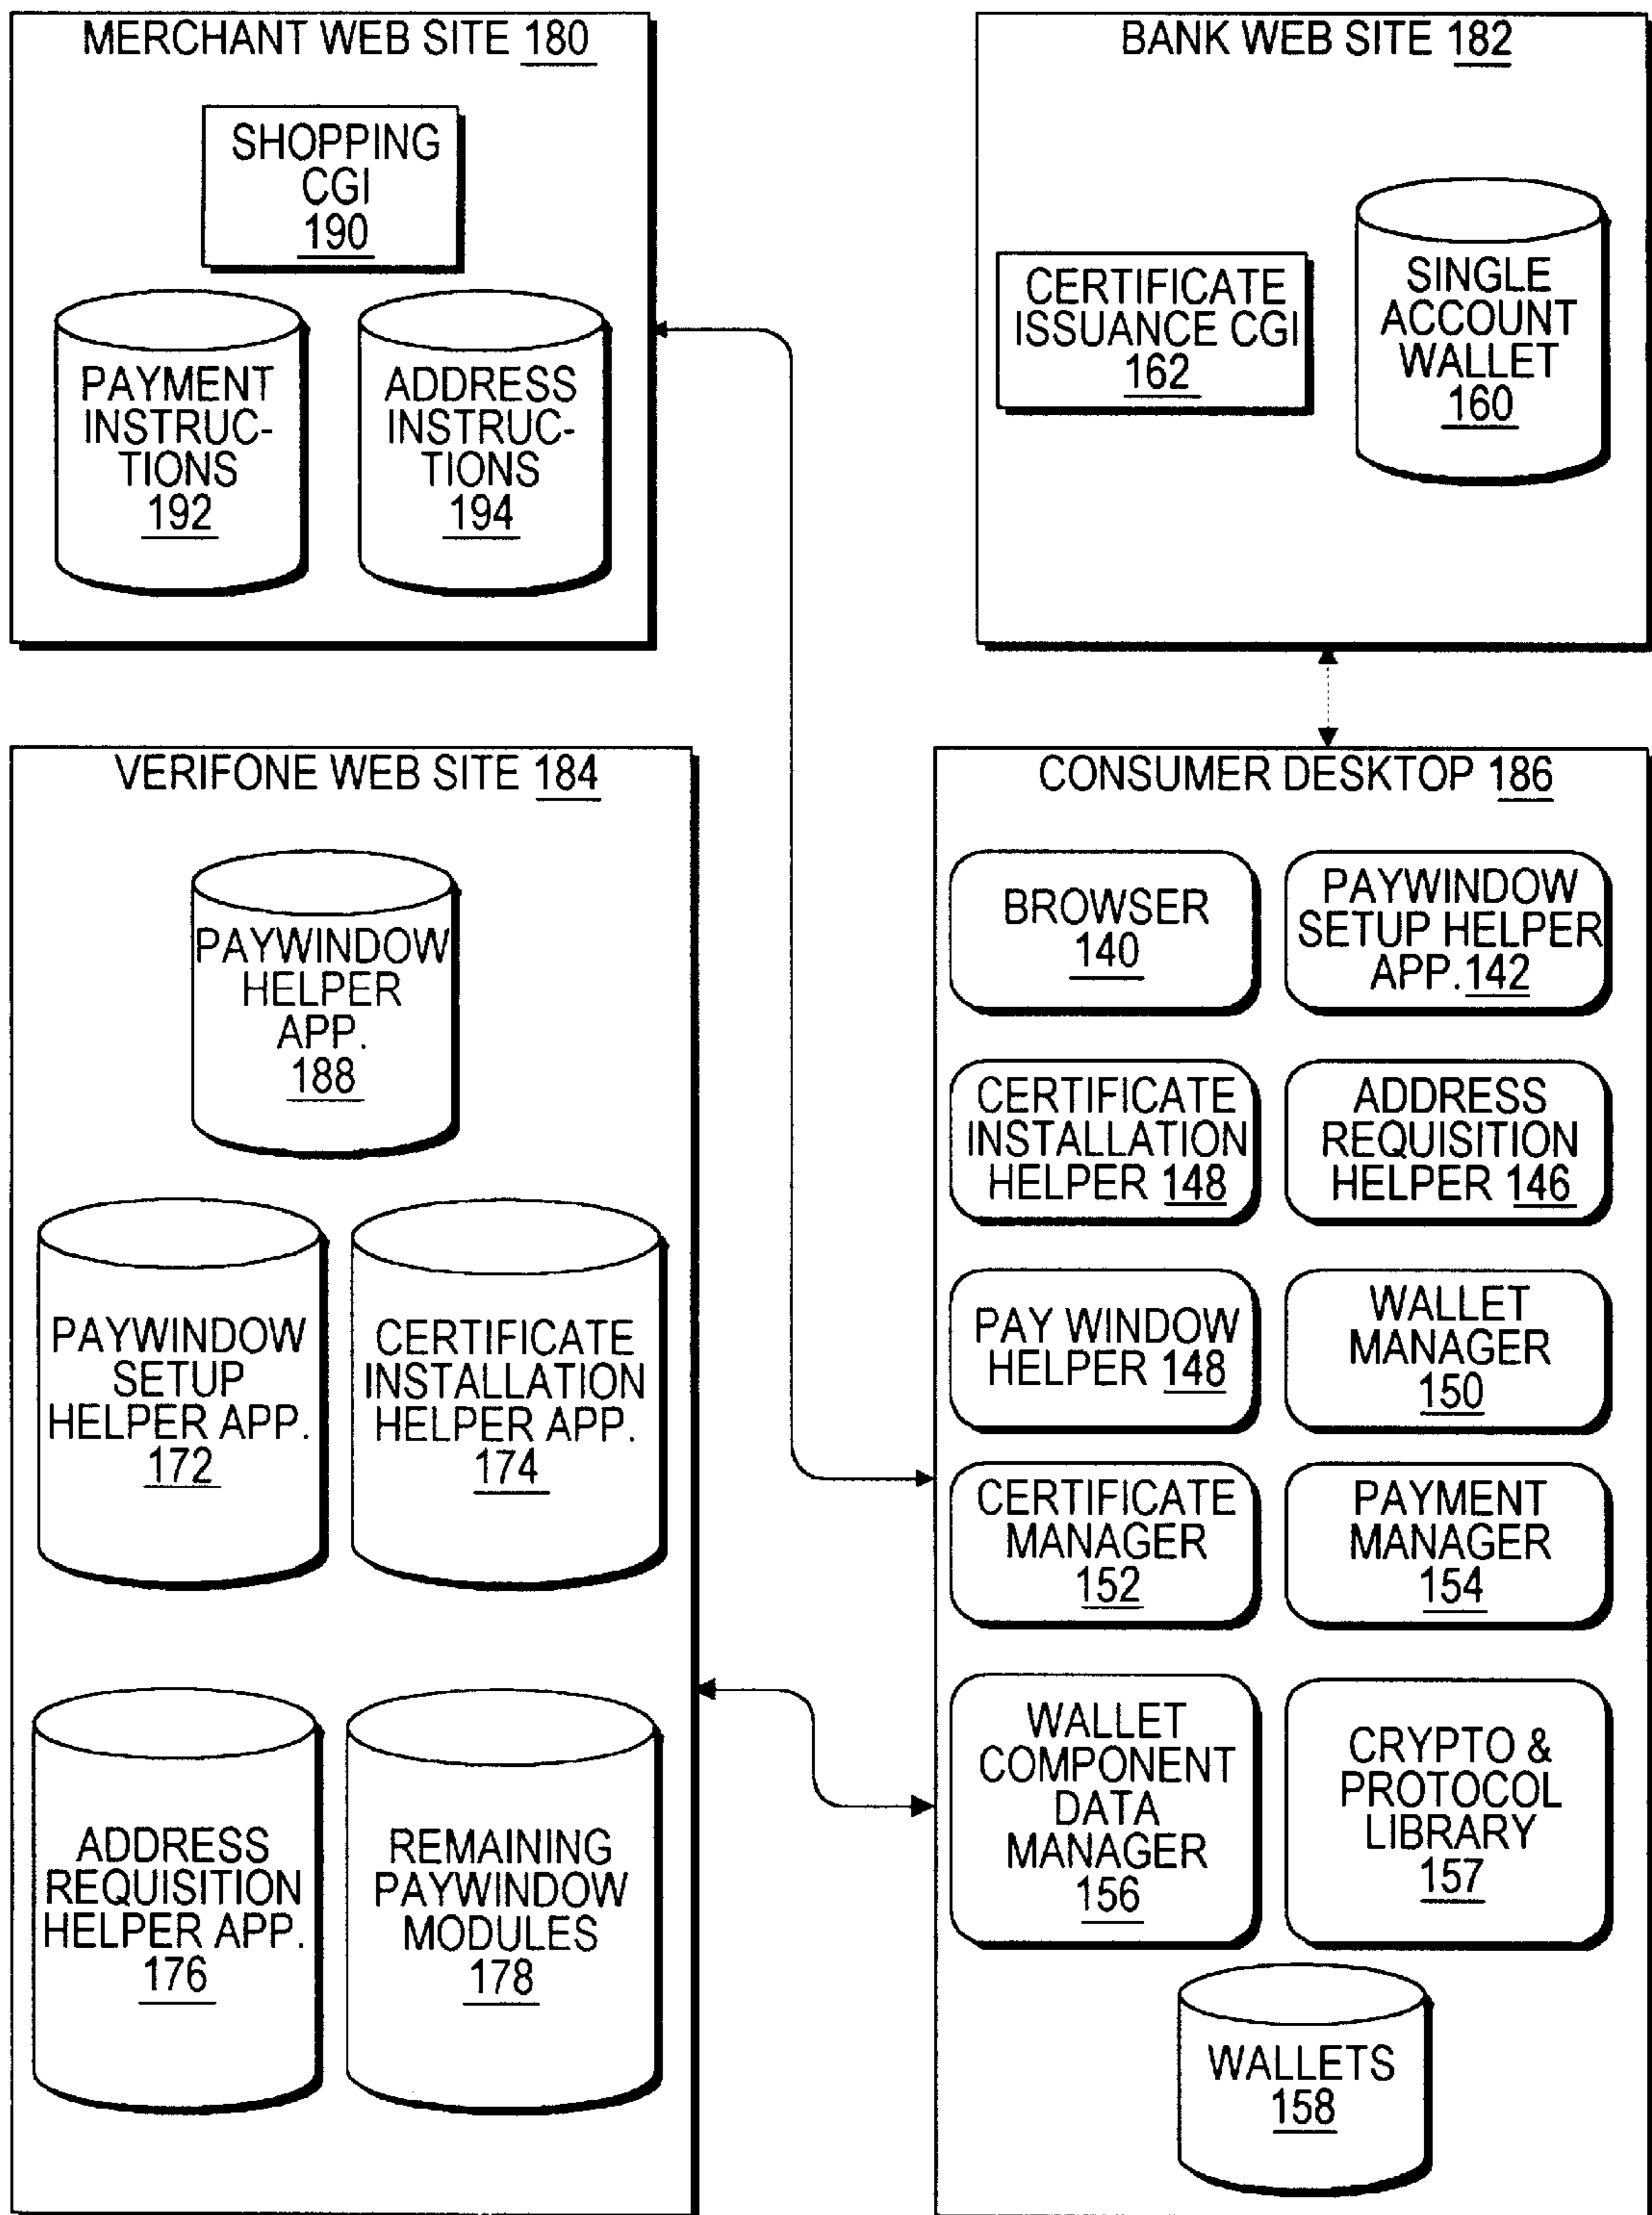 MERCHANT WEB SITE 180
SHOPPING
CGI
190
PAYMENT
INSTRUC-
TIONS
192
ADDRESS
INSTRUC-
TIONS
194
BANK WEB SITE 182
CERTIFICATE
ISSUANCE CGI
162
SINGLE
ACCOUNT
WALLET
160
VERIFONE WEB SITE 184
PAYWINDOW
HELPER
APP.
188
PAYWINDOW
SETUP
HELPER APP.
172
CERTIFICATE
INSTALLATION
HELPER APP.
174
ADDRESS
REQUISITION
HELPER APP.
176
REMAINING
PAYWINDOW
MODULES
178
CONSUMER DESKTOP 186
BROWSER
140
PAYWINDOW
SETUP HELPER
APP. 142
CERTIFICATE
INSTALLATION
HELPER 148
ADDRESS
REQUISITION
HELPER 146
PAY WINDOW
HELPER 148
WALLET
MANAGER
150
CERTIFICATE
MANAGER
152
PAYMENT
MANAGER
154
WALLET
COMPONENT
DATA
MANAGER
156
CRYPTO &
PROTOCOL
LIBRARY
157
WALLETS
158